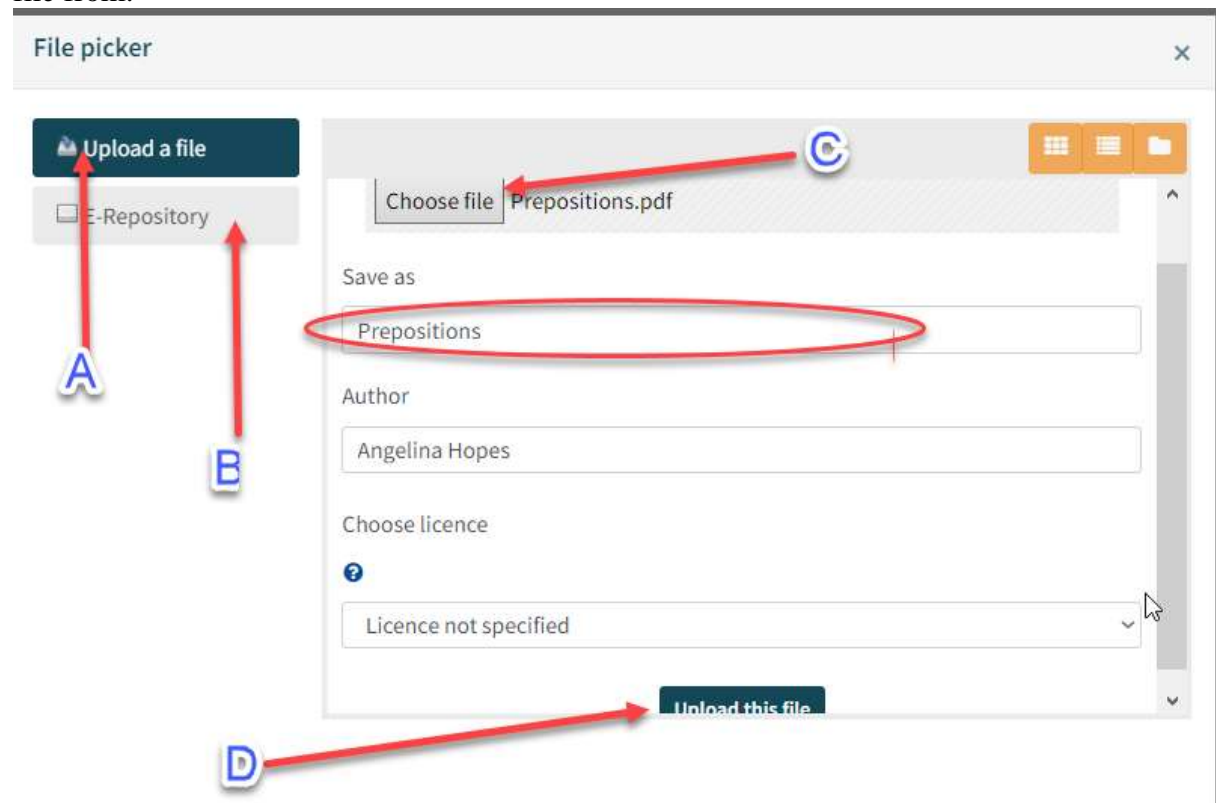 File picker
×
Upload a file
E-Repository
C
Choose file Prepositions.pdf
Save as
Prepositions
A
Author
Angelina Hopes
B
Choose licence
Licence not specified
Upload this file
D